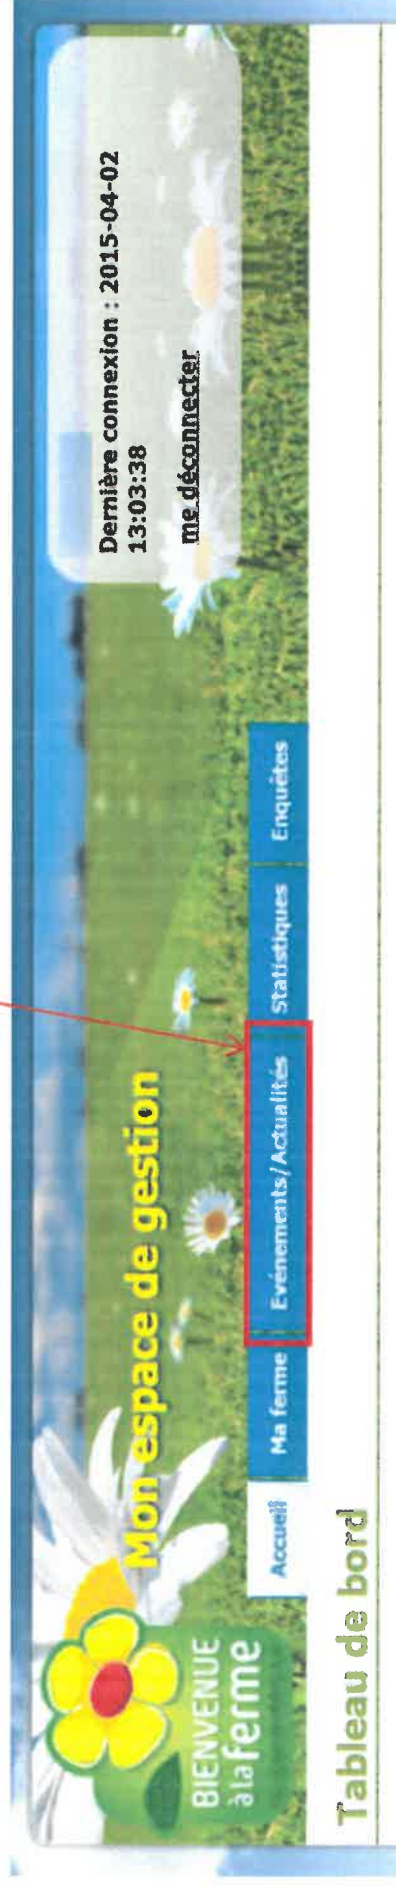 BIENVENUE
à la ferme
Mon espace de gestion
Dernière connexion : 2015-04-02
13:03:38
me déconnecter
Accueil
Ma ferme
Evénements/Actualités
Statistiques
Enquêtes
Tableau de bord